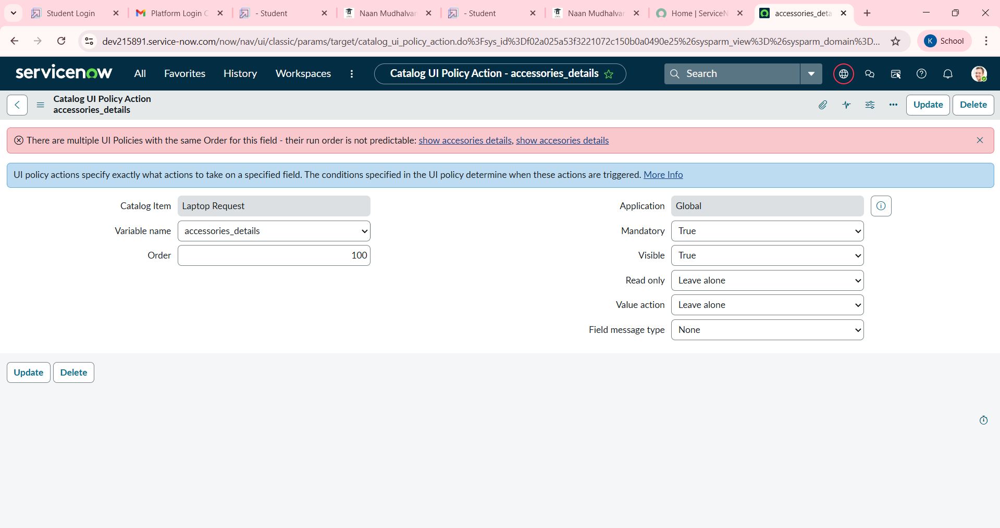 Student Login
Platform Login C
- Student
Naan Mudhalvan
- Student
Naan Mudhalvar
Home | ServiceN
accessories_deta
dev215891.service-now.com/now/nav/ui/classic/params/target/catalog_ui_policy_action.do%3Fsys_id%3Df02a025a53f3221072c150b0a0490e25%26sysparm_view%3D%26sysparm_domain%3D...
K School
servicenow
All
Favorites
History
Workspaces
Catalog UI Policy Action - accessories_details
Search
Catalog UI Policy Action
accessories_details
Update
Delete
There are multiple UI Policies with the same Order for this field - their run order is not predictable: show accesories details, show accesories details
UI policy actions specify exactly what actions to take on a specified field. The conditions specified in the UI policy determine when these actions are triggered. More Info
Catalog Item
Laptop Request
Variable name
accessories_details
Order
100
Application
Global
Mandatory
True
Visible
True
Read only
Leave alone
Value action
Leave alone
Field message type
None
Update
Delete